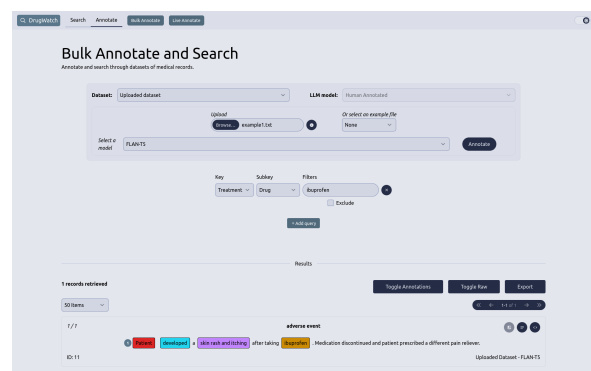 DrugWatch Search Annotate Bulk Annotate Live Annotate
Bulk Annotate and Search
Annotate and search through datasets of medical records.
Dataset: Uploaded dataset LLM model: Human Annotated
Upload Or select an example file
Browse... example1.txt None
Select a model FLAN-T5 Annotate
Key Subkey Filters
Treatment Drug ibuprofen
Exclude
+ Add query
Results
1 records retrieved Toggle Annotations Toggle Raw Export
50 Items 1-1 of 1
1 / 1 adverse event
Patient developed a skin rash and itching after taking ibuprofen . Medication discontinued and patient prescribed a different pain reliever.
ID: 11 Uploaded Dataset - FLAN-T5